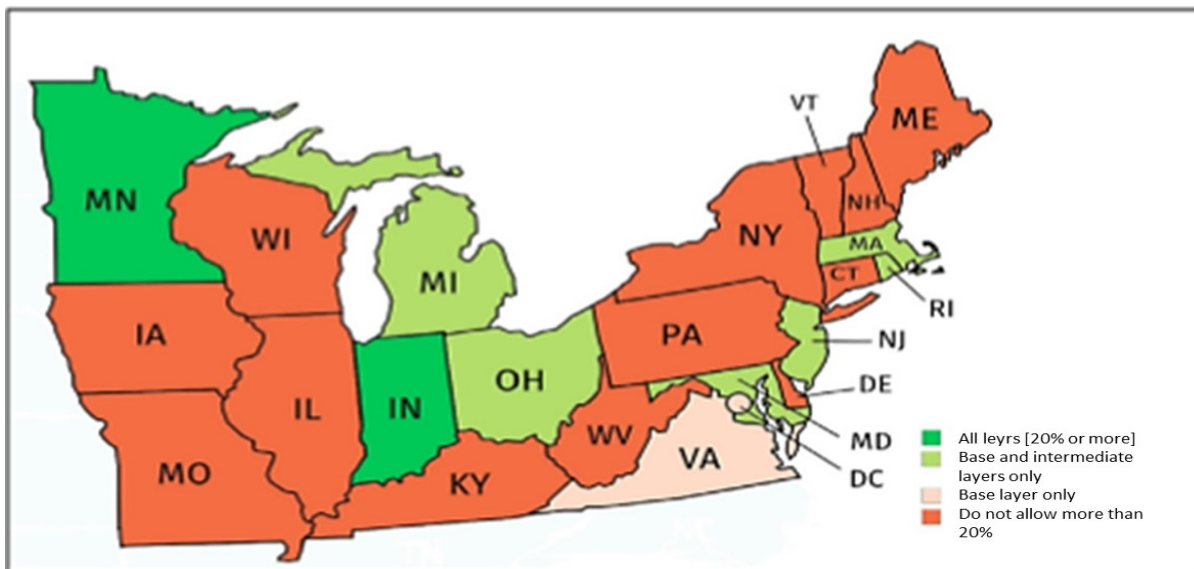 VT
ME
MN
NH
WI
NY
MA
MI
CT
RI
IA
PA
NJ
OH
DE
IL
IN
WV
MD
VA
DC
MO
KY
All leyrs [20% or more]
Base and intermediate
layers only
Base layer only
Do not allow more than
20%